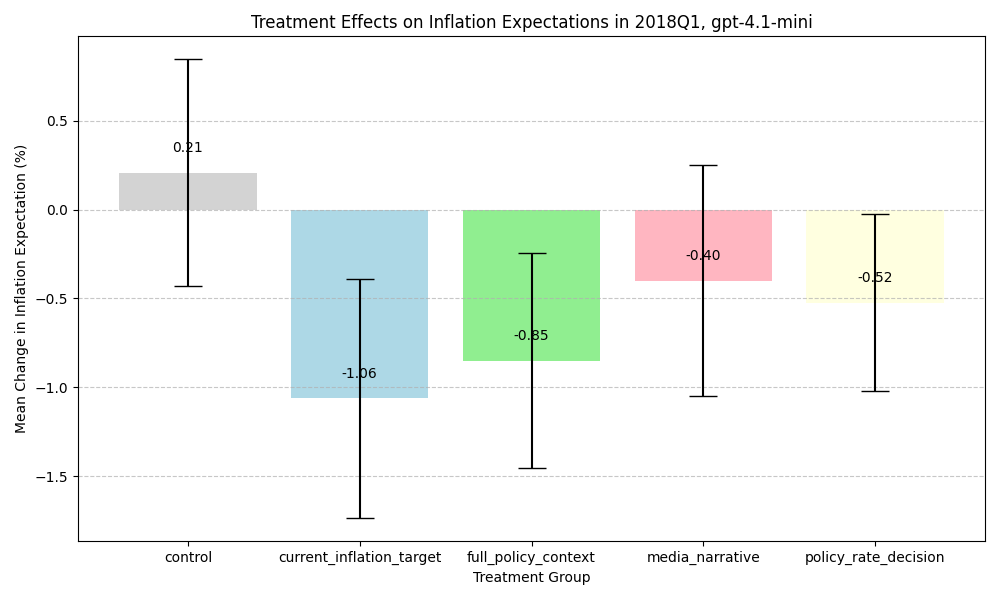 Treatment Effects on Inflation Expectations in 2018Q1, gpt-4.1-mini
Mean Change in Inflation Expectation (%)
0.5
0.0
−0.5
−1.0
−1.5
0.21
-1.06
-0.85
-0.40
-0.52
control
current_inflation_target
full_policy_context
media_narrative
policy_rate_decision
Treatment Group